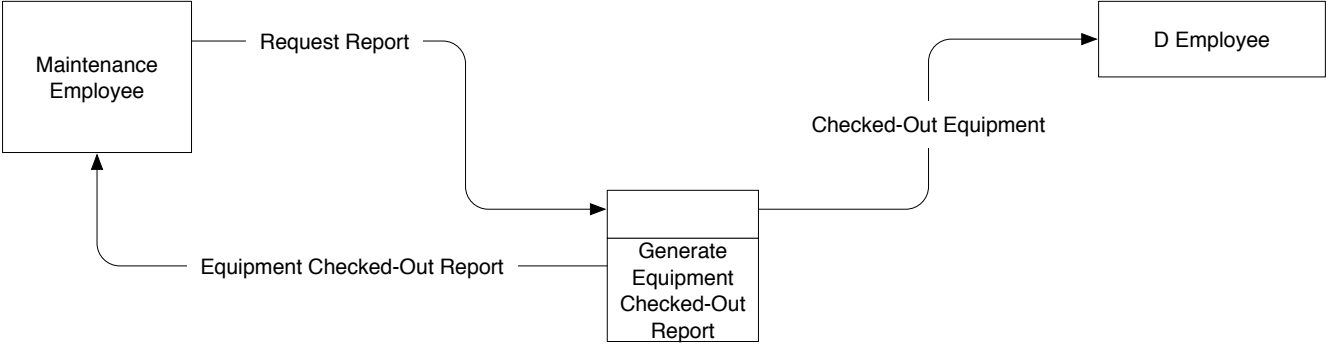 Request Report
D Employee
Maintenance
Employee
Checked-Out Equipment
Equipment Checked-Out Report
Generate
Equipment
Checked-Out
Report